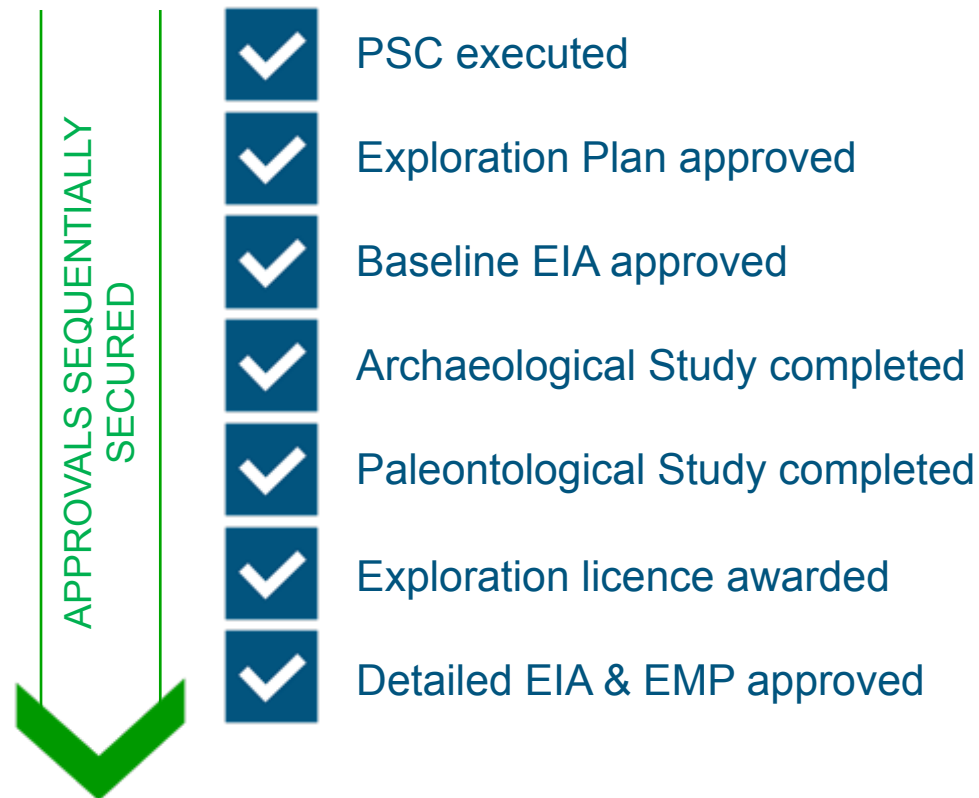 APPROVALS SEQUENTIALLY
SECURED
PSC executed
Exploration Plan approved
Baseline EIA approved
Archaeological Study completed
Paleontological Study completed
Exploration licence awarded
Detailed EIA & EMP approved